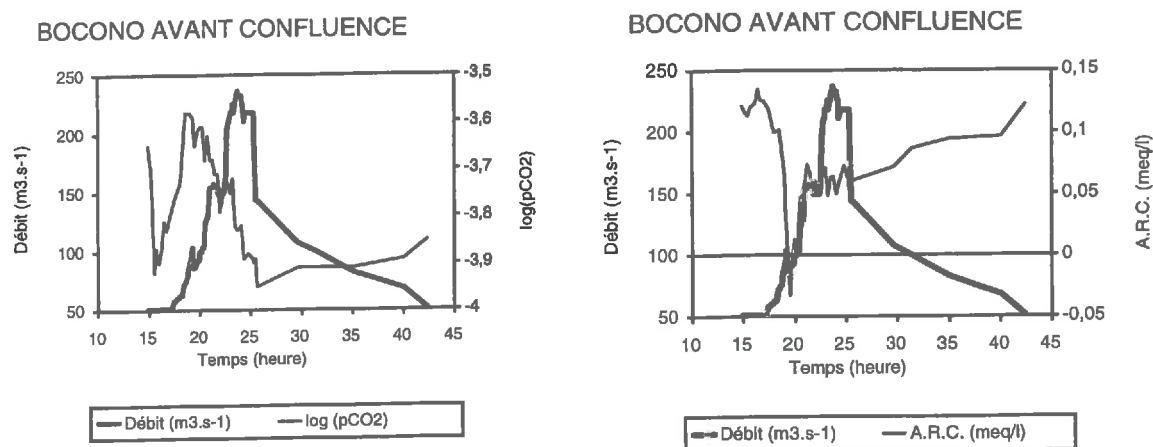 BOCONO AVANT CONFLUENCE
Débit (m3.s-1)
250
200
150
100
50
10 15 20 25 30 35 40 45
Temps (heure)
-3,5
-3,6
-3,7
-3,8
-3,9
-4
log(pCO2)
Débit (m3.s-1) log (pCO2)
BOCONO AVANT CONFLUENCE
Débit (m3.s-1)
250
200
150
100
50
10 15 20 25 30 35 40 45
Temps (heure)
0,15
0,1
0,05
0
-0,05
A.R.C. (meq/l)
Débit (m3.s-1) A.R.C. (meq/l)